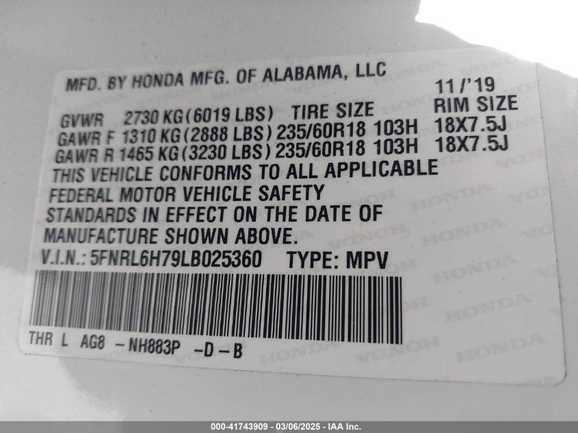 MFD. BY HONDA MFG. OF ALABAMA, LLC 11/'19
GVWR 2730 KG (6019 LBS) TIRE SIZE RIM SIZE
GAWR F 1310 KG (2888 LBS) 235/60R18 103H 18X7.5J
GAWR R 1465 KG (3230 LBS) 235/60R18 103H 18X7.5J
THIS VEHICLE CONFORMS TO ALL APPLICABLE
FEDERAL MOTOR VEHICLE SAFETY
STANDARDS IN EFFECT ON THE DATE OF
MANUFACTURE SHOWN ABOVE.
V.I.N.: 5FNRL6H79LB025360 TYPE: MPV
THR L AG8 -NH883P -D-B
© - 000-41743909 - 03/06/2025 - IAA Inc.